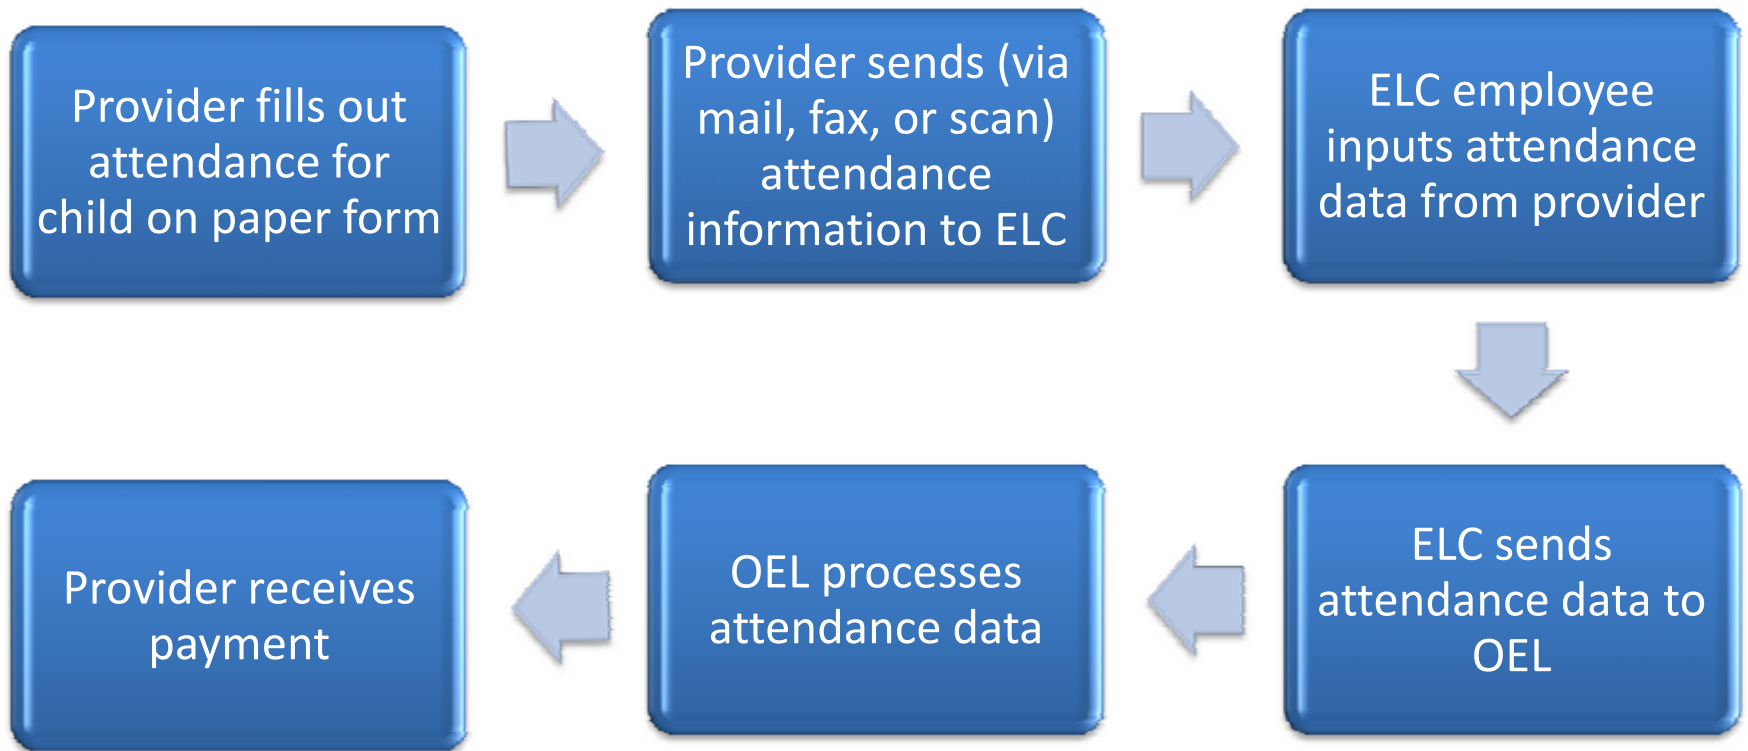 Provider fills out
attendance for
child on paper form
Provider sends (via
mail, fax, or scan)
attendance
information to ELC
ELC employee
inputs attendance
data from provider
ELC sends
attendance data to
OEL
OEL processes
attendance data
Provider receives
payment